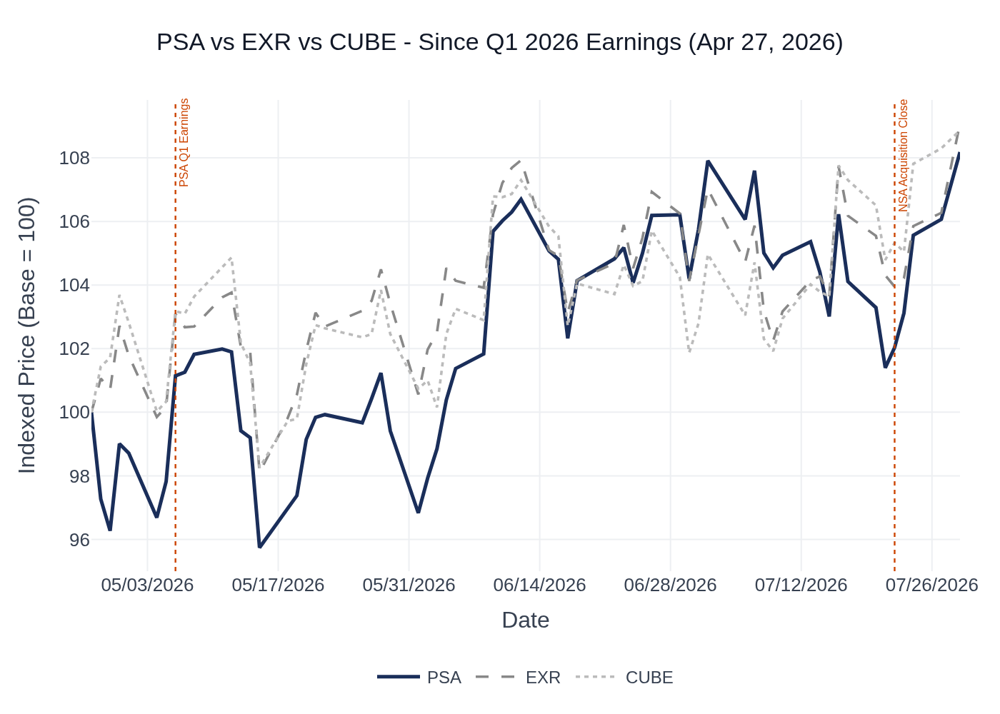 PSA vs EXR vs CUBE - Since Q1 2026 Earnings (Apr 27, 2026)
PSA Q1 Earnings
NSA Acquisition Close
Indexed Price (Base = 100)
108
106
104
102
100
98
96
05/03/2026
05/17/2026
05/31/2026
06/14/2026
06/28/2026
07/12/2026
07/26/2026
Date
PSA
EXR
CUBE